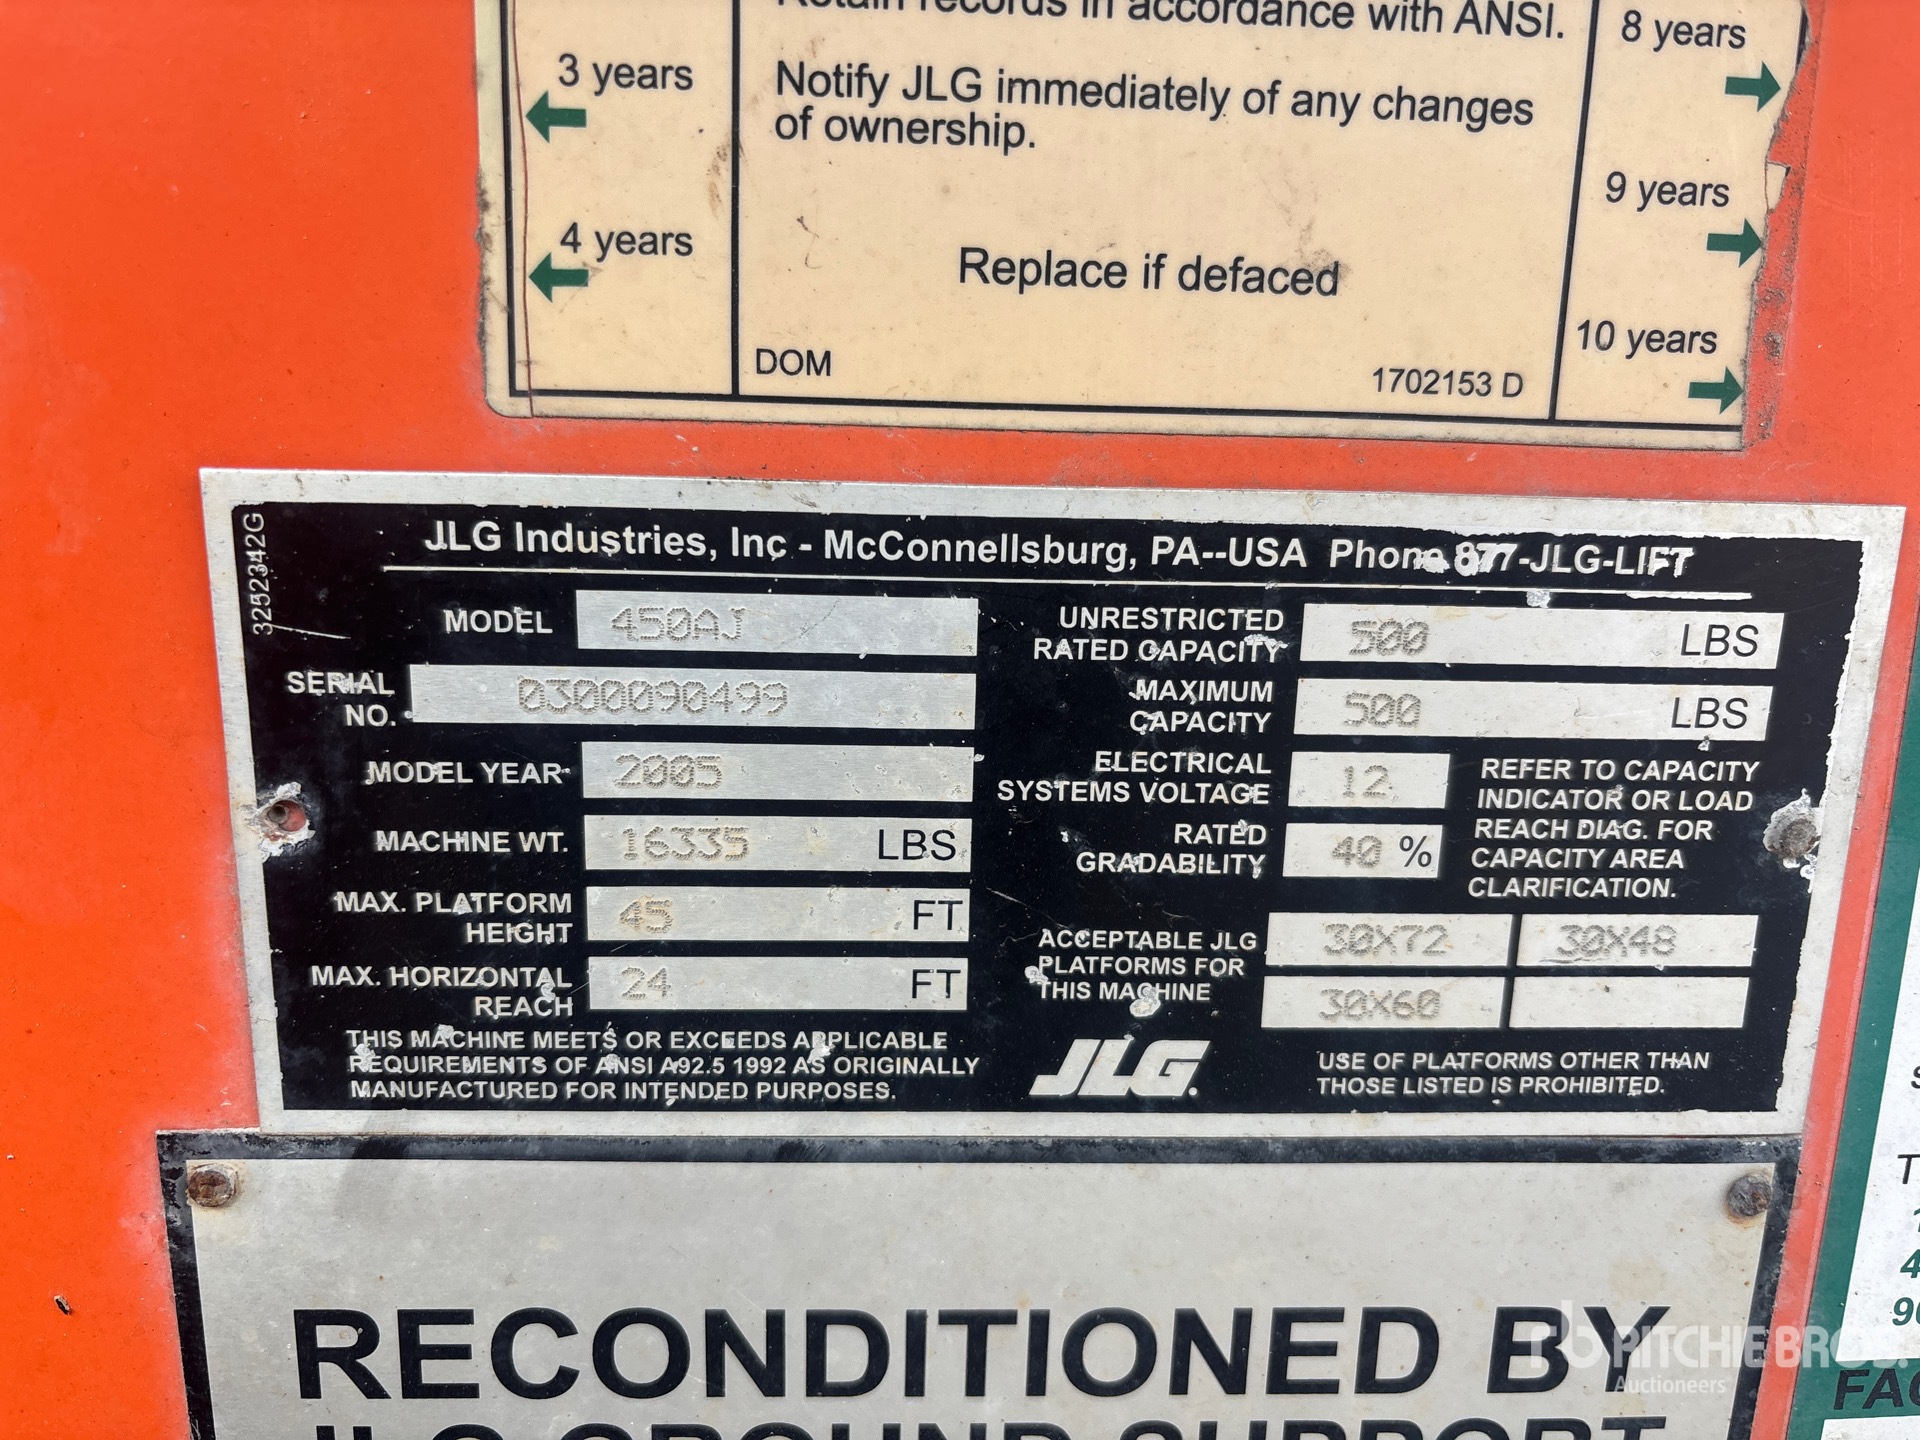 Retain records in accordance with ANSI.
Notify JLG immediately of any changes
of ownership.
Replace if defaced
DOM
1702153 D
3 years
4 years
8 years
9 years
10 years
325 2342G
JLG Industries, Inc - McConnellsburg, PA--USA Phone 877-JLG-LIFT
MODEL 450AJ
SERIAL
NO. 0300090499
MODEL YEAR 2005
MACHINE WT. 16335 LBS
MAX. PLATFORM
HEIGHT 45 FT
MAX. HORIZONTAL
REACH 24 FT
THIS MACHINE MEETS OR EXCEEDS APPLICABLE
REQUIREMENTS OF ANSI A92.5 1992 AS ORIGINALLY
MANUFACTURED FOR INTENDED PURPOSES.
UNRESTRICTED
RATED CAPACITY 500 LBS
MAXIMUM
CAPACITY 500 LBS
ELECTRICAL
SYSTEMS VOLTAGE 12
RATED
GRADABILITY 40 %
REFER TO CAPACITY
INDICATOR OR LOAD
REACH DIAG. FOR
CAPACITY AREA
CLARIFICATION.
ACCEPTABLE JLG
PLATFORMS FOR
THIS MACHINE
30X72 30X48
30X60
JLG.
USE OF PLATFORMS OTHER THAN
THOSE LISTED IS PROHIBITED.
RECONDITIONED BY
JLG GROUND SUPPORT
RITCHIE BROS.
Auctioneers